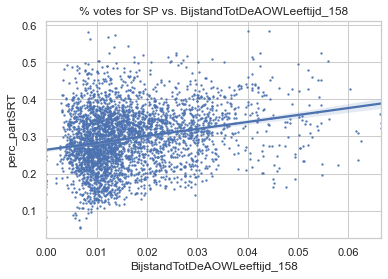 % votes for SP vs. BijstandTotDeAOWLeeftijd_158
perc_partSRT
0.6
0.5
0.4
0.3
0.2
0.1
0.00 0.01 0.02 0.03 0.04 0.05 0.06
BijstandTotDeAOWLeeftijd_158